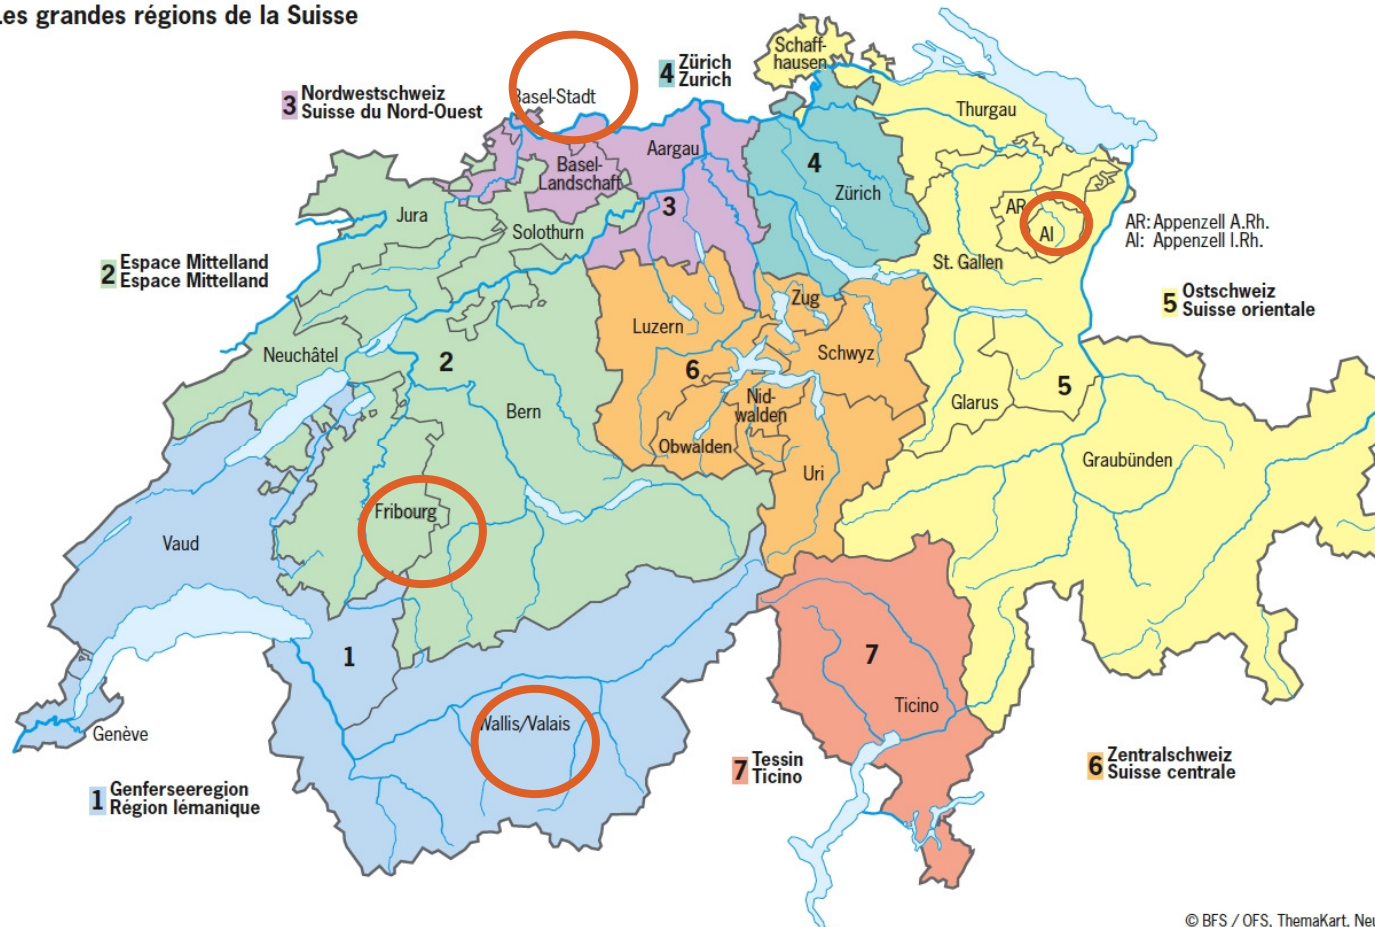 Les grandes régions de la Suisse
Schaff-
hausen
4 Zürich
Zurich
Basel-Stadt
3 Nordwestschweiz
Suisse du Nord-Ouest
Thurgau
Aargau
4
Basel-
Landschaft
Zürich
3
AR
Jura
AI
AR: Appenzell A.Rh.
AI: Appenzell I.Rh.
Solothurn
St. Gallen
2 Espace Mittelland
Espace Mittelland
5 Ostschweiz
Suisse orientale
Zug
Luzern
Neuchâtel
2
Schwyz
6
5
Nid-
walden
Bern
Glarus
Obwalden
Graubünden
Uri
Fribourg
Vaud
1
7
Ticino
Wallis/Valais
Genève
7 Tessin
Ticino
6 Zentralschweiz
Suisse centrale
1 Genferseeregion
Région lémanique
© BFS / OFS, ThemaKart, Neu